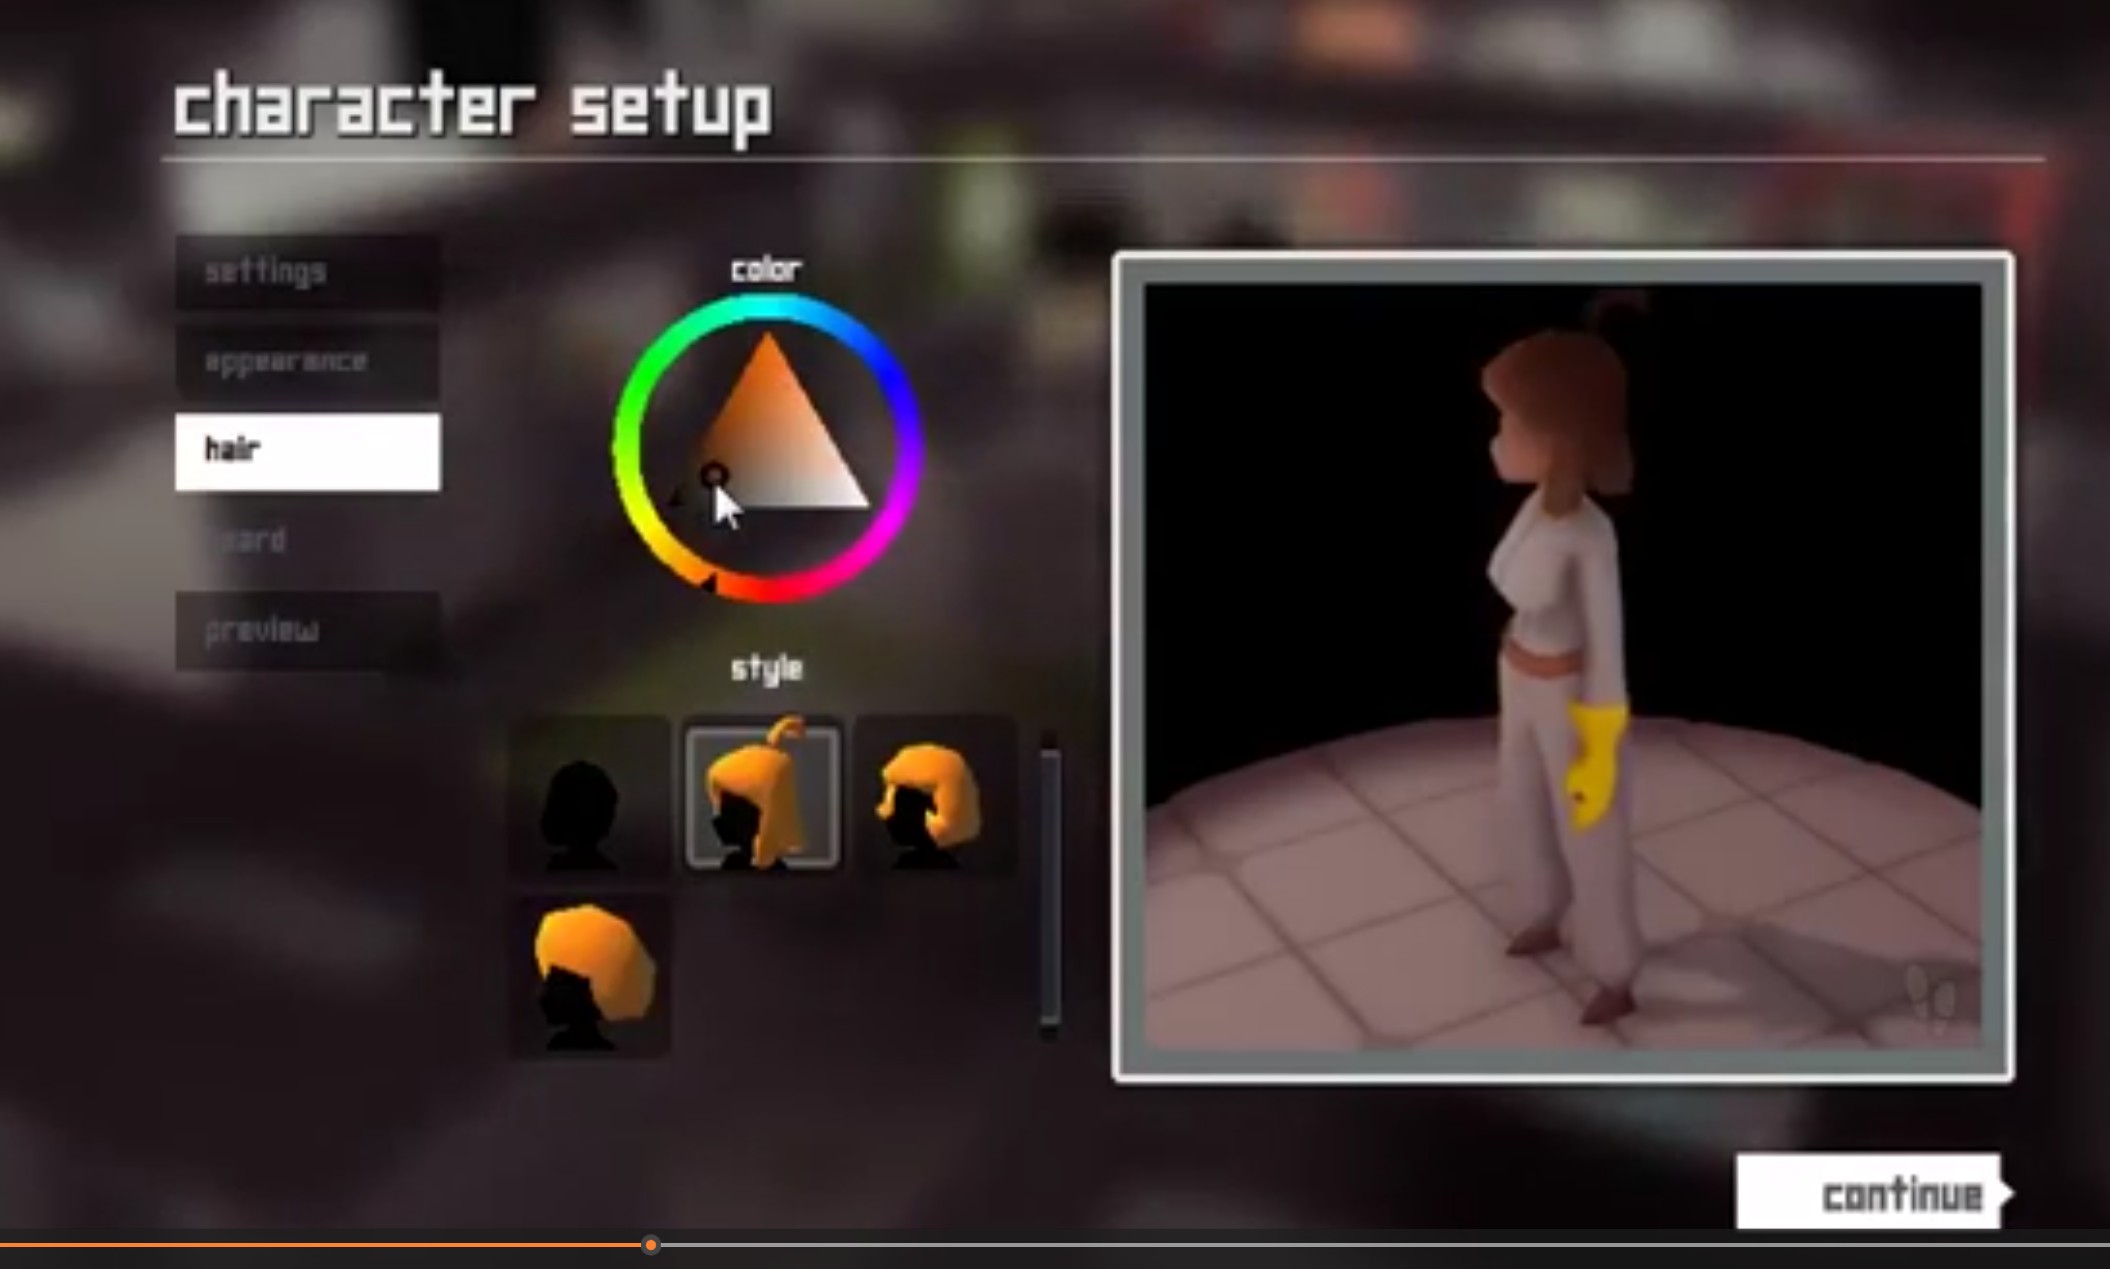 character setup
settings
appearance
hair
preview
color
style
continue